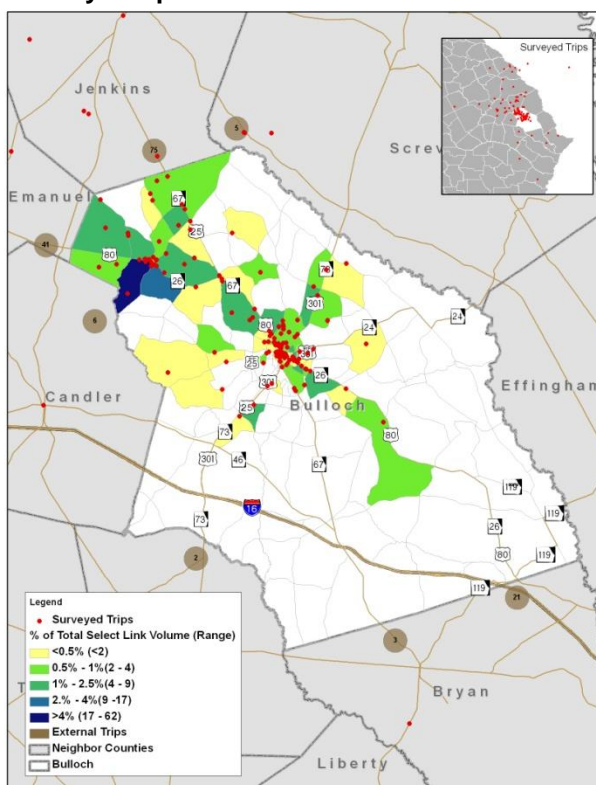 Surveyed Trips
Jenkins
5
Screv
75
Emanuel
67
25
41
80
26
67
78
301
6
24
24
80
301
Candler
25
301
26
Effingham
25
Bulloch
73
80
301
46
67
119
16
73
26
119
80
119
2
119
21
3
Legend
Surveyed Trips
% of Total Select Link Volume (Range)
<0.5% (<2)
0.5% - 1%(2 - 4)
1% - 2.5%(4 - 9)
2.% - 4%(9 -17)
>4% (17 - 62)
External Trips
Neighbor Counties
Bulloch
T
Bryan
Liberty